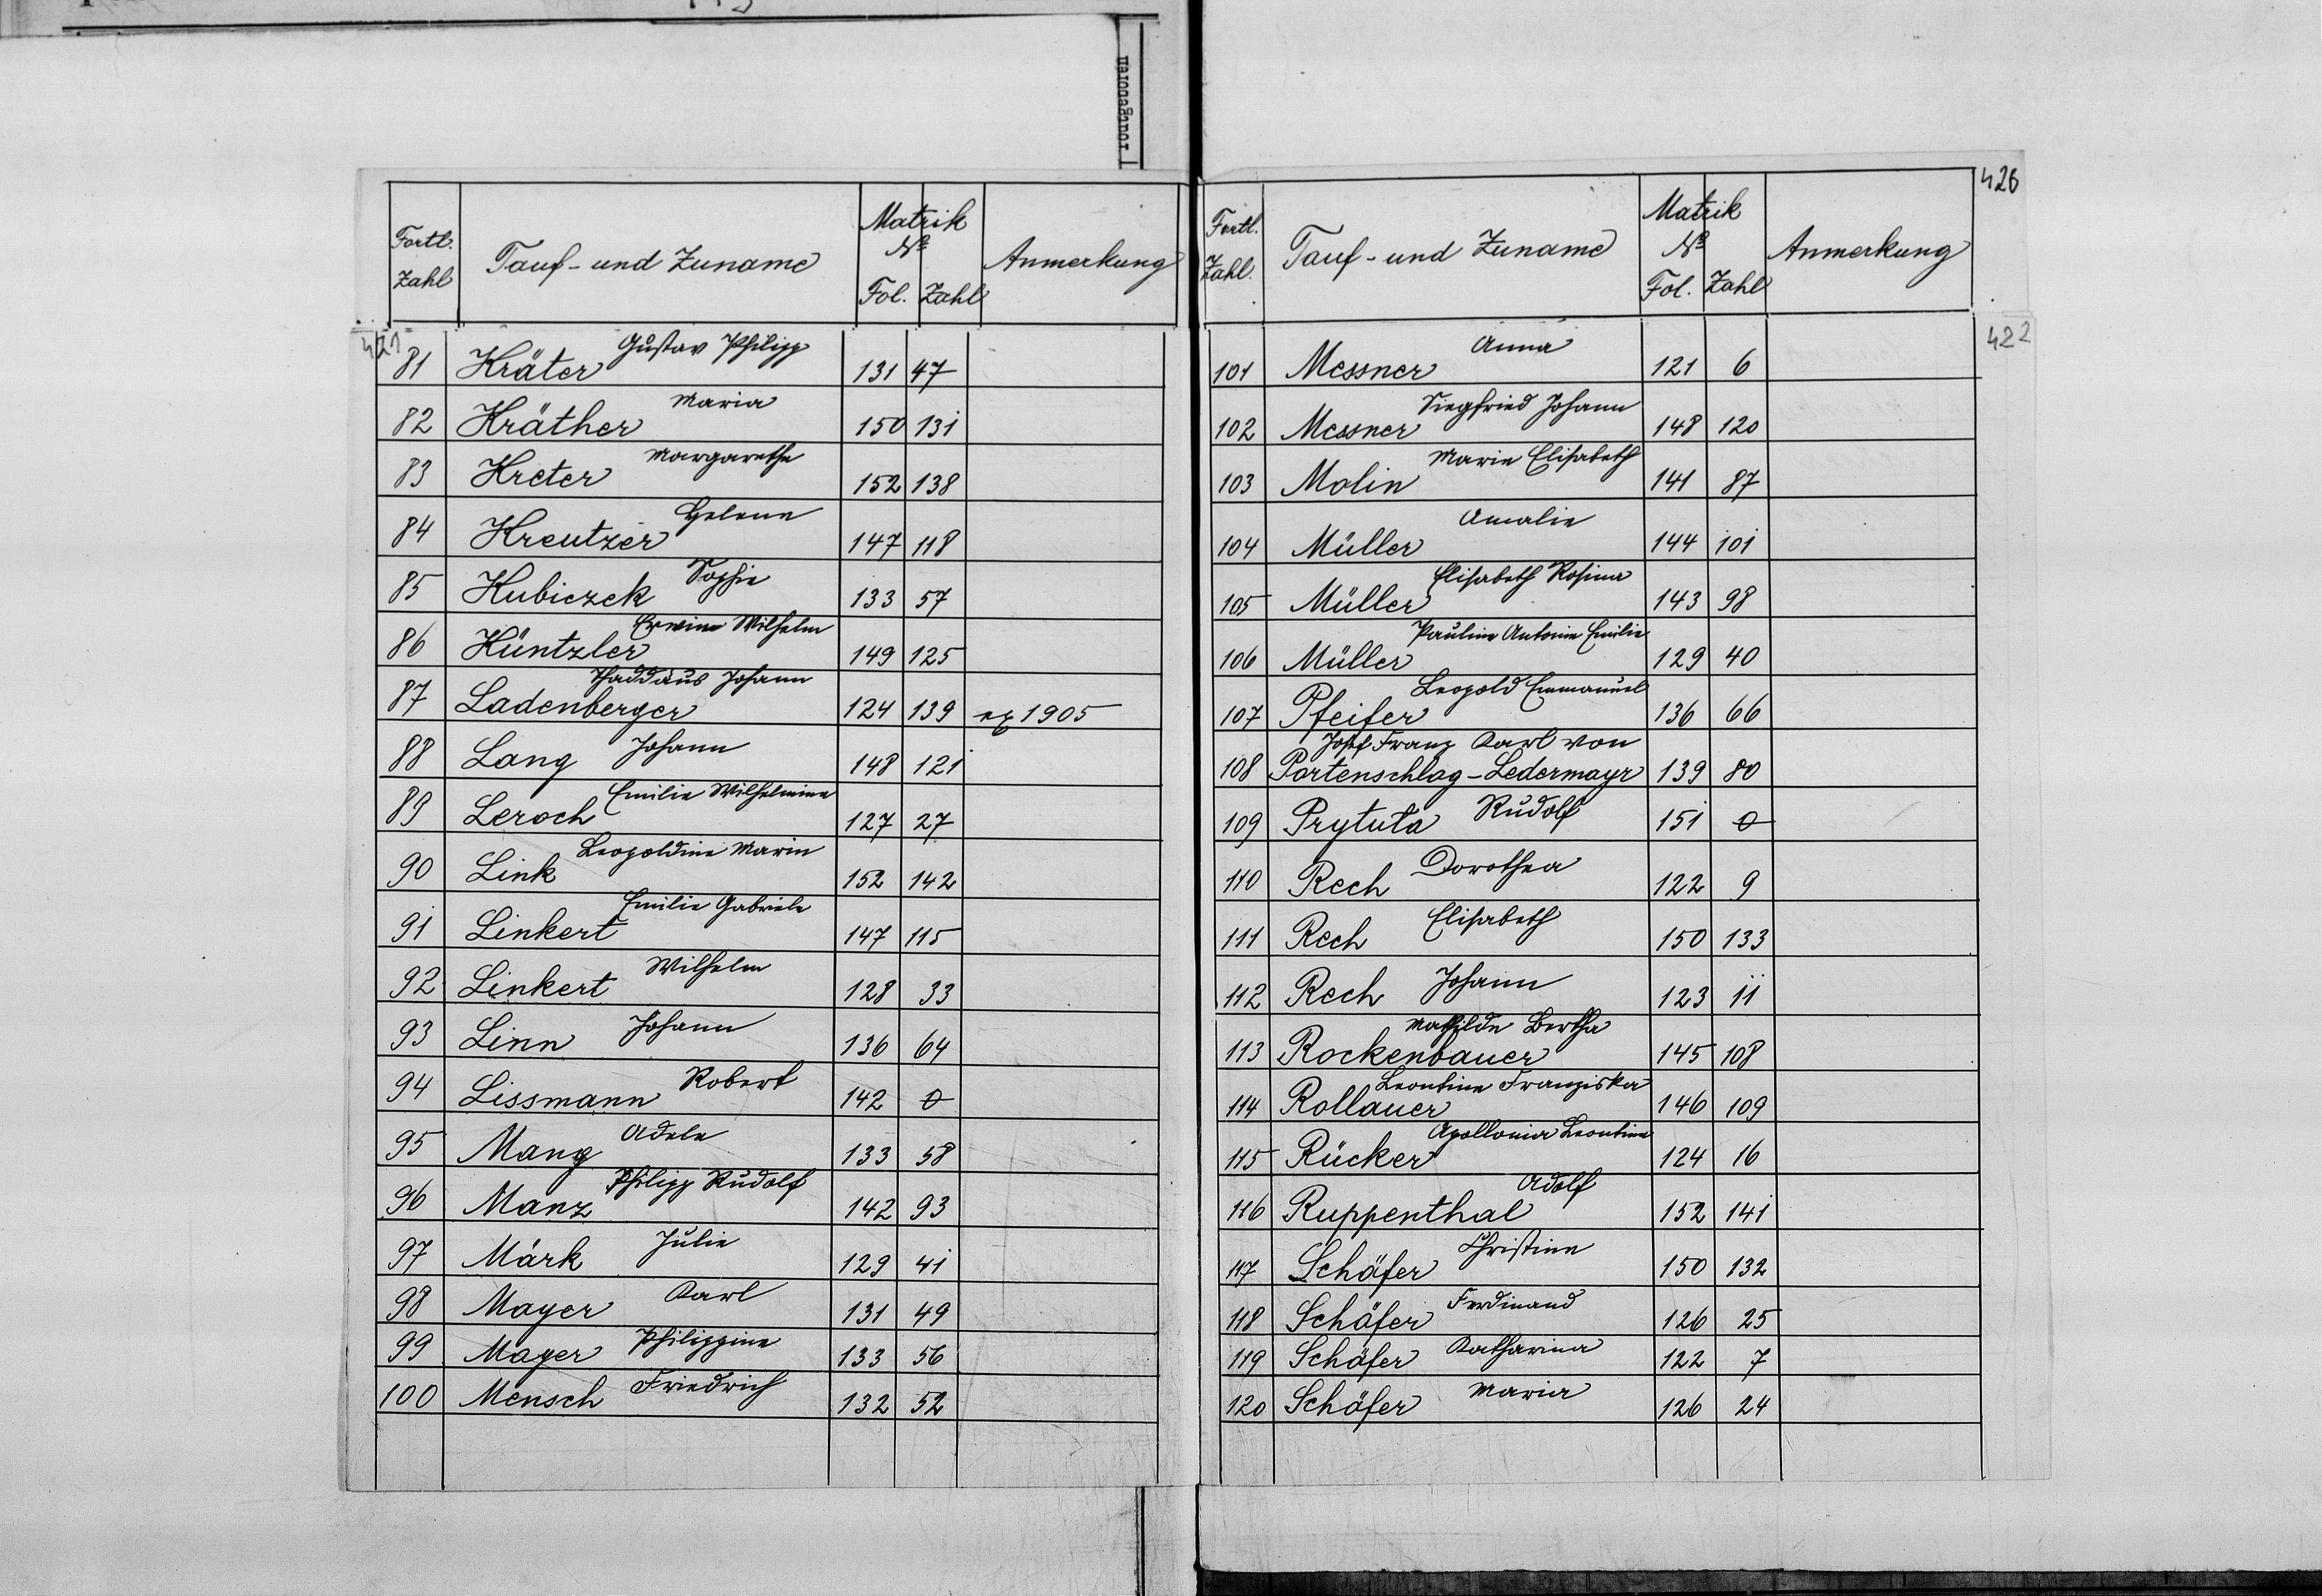 Fortl. Zahl Tauf- und Zuname Matrik № Fol. Zahl Anmerkung
421
81 Kräter Gustav Philipp 131 47
82 Kräther Maria 150 131
83 Kreter Margarethe 152 138
84 Kreutzer Helene 147 118
85 Kubiczek Sophie 133 57
86 Küntzler Erwin Wilhelm 149 125
87 Ladenberger Thaddäus Johann 124 139 ex 1905
88 Lang Johann 148 121
89 Leroch Emilie Wilhelmine 127 27
90 Link Leopoldine Maria 152 142
91 Linkert Emilie Gabriele 147 115
92 Linkert Wilhelm 128 33
93 Linn Johann 136 64
94 Lissmann Robert 142 0
95 Mang Adele 133 58
96 Manz Philipp Rudolf 142 93
97 Märk Julie 129 41
98 Mayer Karl 131 49
99 Mayer Philippine 133 56
100 Mensch Friedrich 132 52
426
Fortl. Zahl. Tauf- und Zuname Matrik № Fol. Zahl Anmerkung
422
101 Messner Anna 121 6
102 Messner Siegfried Johann 148 120
103 Molin Marie Elisabeth 141 87
104 Müller Amalie 144 101
105 Müller Elisabeth Rosina 143 98
106 Müller Pauline Antonie Emilie 129 40
107 Pfeifer Leopold Emmanuel 136 66
108 Portenschlag-Ledermayr Josef Franz Karl von 139 80
109 Prytuta Rudolf 151 0
110 Rech Dorothea 122 9
111 Rech Elisabeth 150 133
112 Rech Johann 123 11
113 Rockenbauer Mathilde Bertha 145 108
114 Rollauer Leontine Franziska 146 109
115 Rücker Apollonia Leontine 124 16
116 Ruppenthal Adolf 152 141
117 Schäfer Christine 150 132
118 Schäfer Ferdinand 126 25
119 Schäfer Katharina 122 7
120 Schäfer Maria 126 24